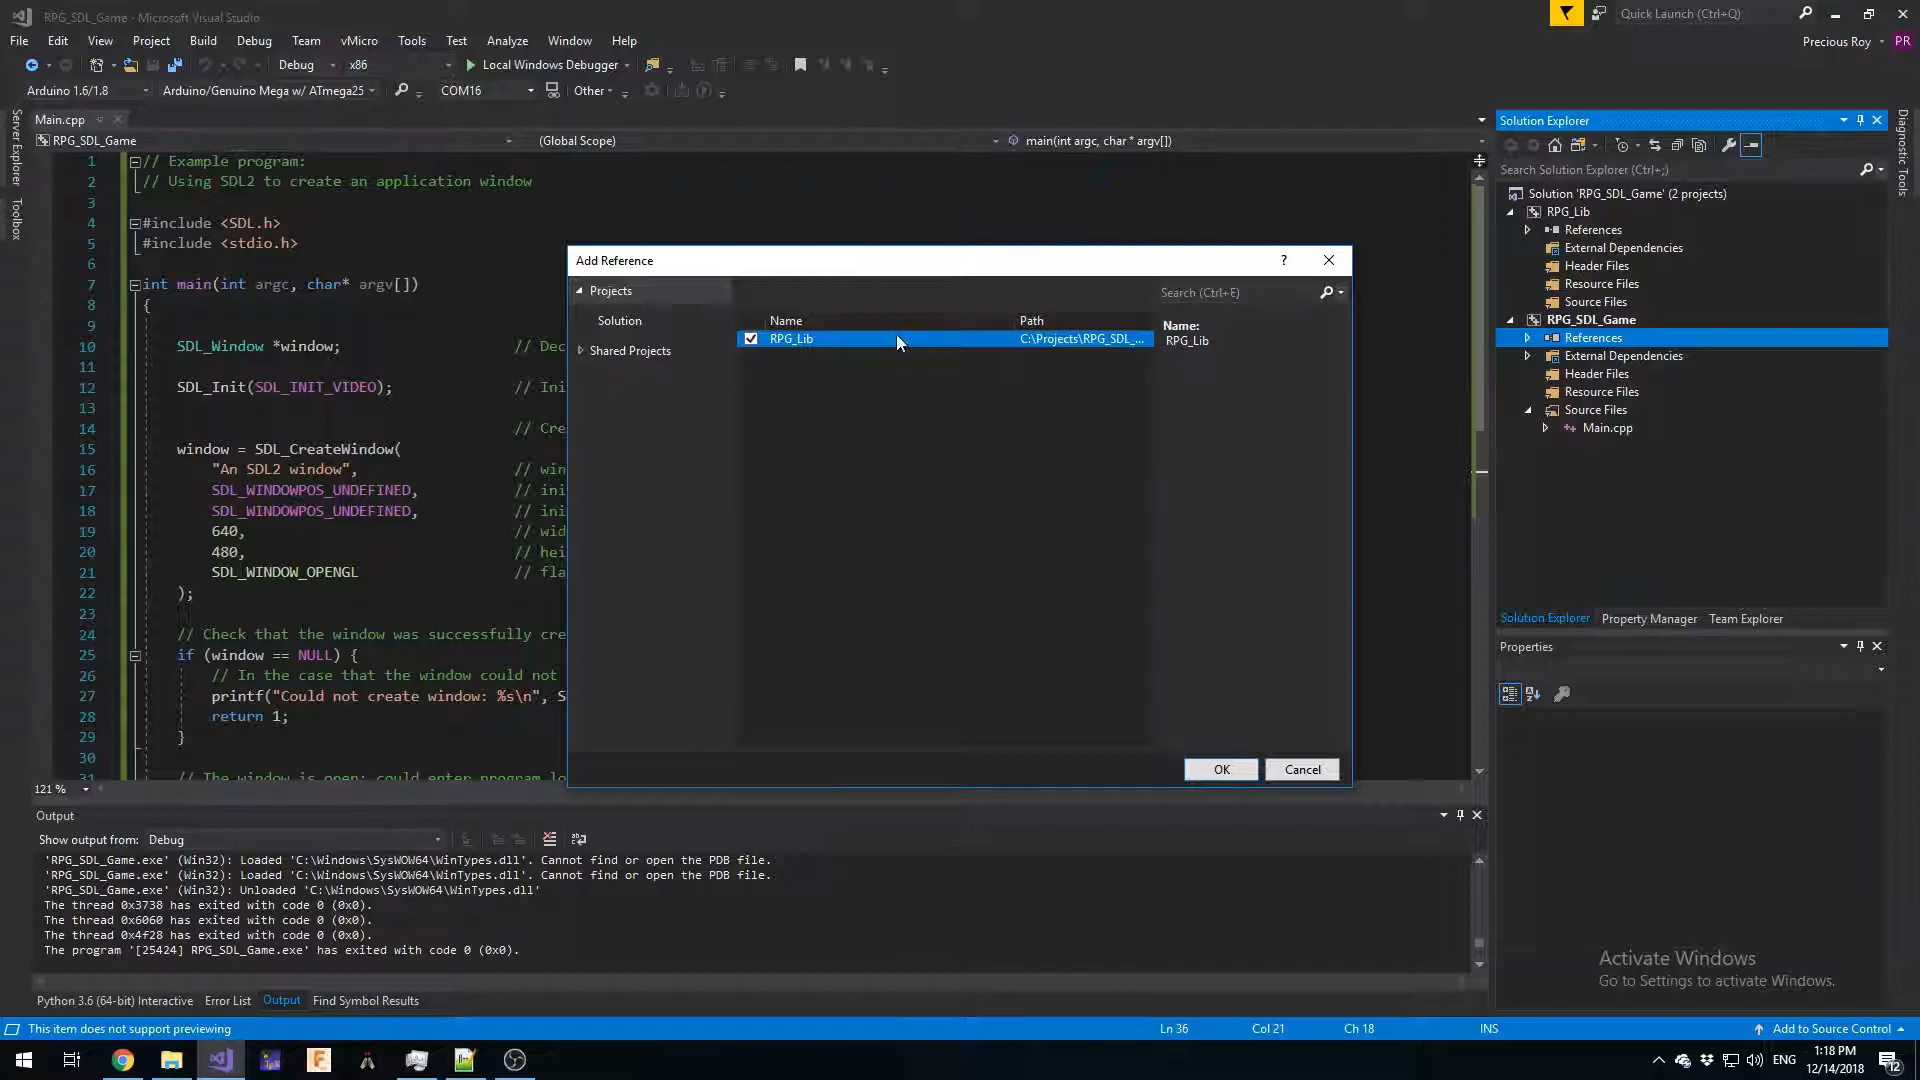 RPG_SDL_Game - Microsoft Visual Studio
Quick Launch (Ctrl+Q)
File Edit View Project Build Debug Team vMicro Tools Test Analyze Window Help
Precious Roy PR
Debug x86 Local Windows Debugger
Arduino 1.6/1.8 Arduino/Genuino Mega w/ ATmega25 COM16 Other
Server Explorer
Toolbox
Main.cpp
RPG_SDL_Game (Global Scope) main(int argc, char * argv[])
1 // Example program:
2 // Using SDL2 to create an application window
3
4 #include <SDL.h>
5 #include <stdio.h>
6
7 int main(int argc, char* argv[])
8 {
9
10 SDL_Window *window; // Dec
11
12 SDL_Init(SDL_INIT_VIDEO); // Ini
13
14 // Cre
15 window = SDL_CreateWindow(
16 "An SDL2 window", // win
17 SDL_WINDOWPOS_UNDEFINED, // ini
18 SDL_WINDOWPOS_UNDEFINED, // ini
19 640, // wid
20 480, // hei
21 SDL_WINDOW_OPENGL // fla
22 );
23
24 // Check that the window was successfully cre
25 if (window == NULL) {
26 // In the case that the window could not
27 printf("Could not create window: %s\n", S
28 return 1;
29 }
30
31 // The window is open: could enter program lo
121 %
Add Reference
?
Projects
Solution
Shared Projects
Search (Ctrl+E)
Name Path
RPG_Lib C:\Projects\RPG_SDL_...
Name:
RPG_Lib
OK Cancel
Solution Explorer
Search Solution Explorer (Ctrl+;)
Solution 'RPG_SDL_Game' (2 projects)
RPG_Lib
References
External Dependencies
Header Files
Resource Files
Source Files
RPG_SDL_Game
References
External Dependencies
Header Files
Resource Files
Source Files
Main.cpp
Solution Explorer Property Manager Team Explorer
Properties
Diagnostic Tools
Output
Show output from: Debug
'RPG_SDL_Game.exe' (Win32): Loaded 'C:\Windows\SysWOW64\WinTypes.dll'. Cannot find or open the PDB file.
'RPG_SDL_Game.exe' (Win32): Loaded 'C:\Windows\SysWOW64\WinTypes.dll'. Cannot find or open the PDB file.
'RPG_SDL_Game.exe' (Win32): Unloaded 'C:\Windows\SysWOW64\WinTypes.dll'
The thread 0x3738 has exited with code 0 (0x0).
The thread 0x6060 has exited with code 0 (0x0).
The thread 0x4f28 has exited with code 0 (0x0).
The program '[25424] RPG_SDL_Game.exe' has exited with code 0 (0x0).
Python 3.6 (64-bit) Interactive Error List Output Find Symbol Results
Activate Windows
Go to Settings to activate Windows.
This item does not support previewing Ln 36 Col 21 Ch 18 INS Add to Source Control
ENG
1:18 PM
12/14/2018
12